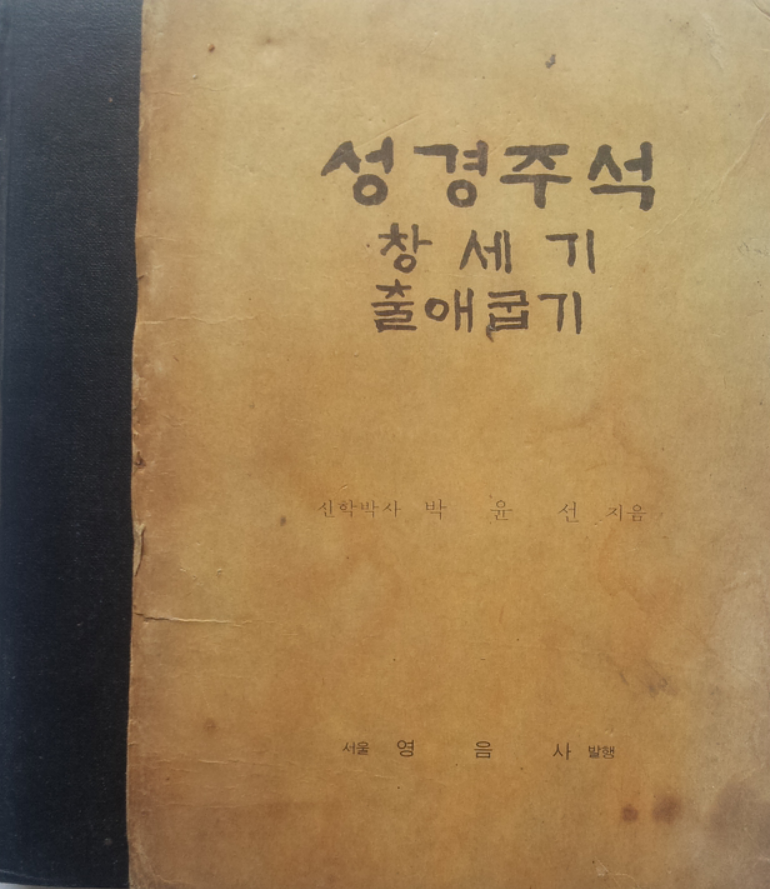 성경주석
창세기
출애굽기
신학박사 박 윤 선 지음
서울 영 음 사 발행